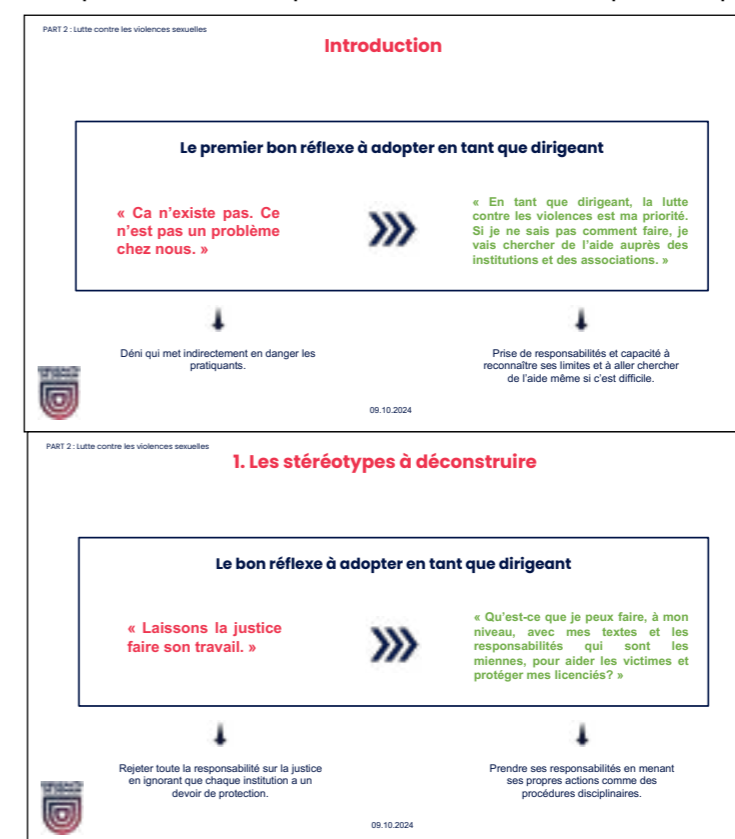 PART 2 : Lutte contre les violences sexuelles
Introduction
Le premier bon réflexe à adopter en tant que dirigeant
« Ca n'existe pas. Ce
n'est pas un problème
chez nous. »
« En tant que dirigeant, la lutte
contre les violences est ma priorité.
Si je ne sais pas comment faire, je
vais chercher de l'aide auprès des
institutions et des associations. »
Déni qui met indirectement en danger les
pratiquants.
Prise de responsabilités et capacité à
reconnaître ses limites et à aller chercher
de l'aide même si c'est difficile.
09.10.2024
PART 2 : Lutte contre les violences sexuelles
1. Les stéréotypes à déconstruire
Le bon réflexe à adopter en tant que dirigeant
« Laissons la justice
faire son travail. »
« Qu'est-ce que je peux faire, à mon
niveau, avec mes textes et les
responsabilités qui sont les
miennes, pour aider les victimes et
protéger mes licenciés? »
Rejeter toute la responsabilité sur la justice
en ignorant que chaque institution a un
devoir de protection.
Prendre ses responsabilités en menant
ses propres actions comme des
procédures disciplinaires.
09.10.2024